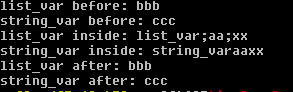 list_var before: bbb
string_var before: ccc
list_var inside: list_var;aa;xx
string_var inside: string_varaaxx
list_var after: bbb
string_var after: ccc